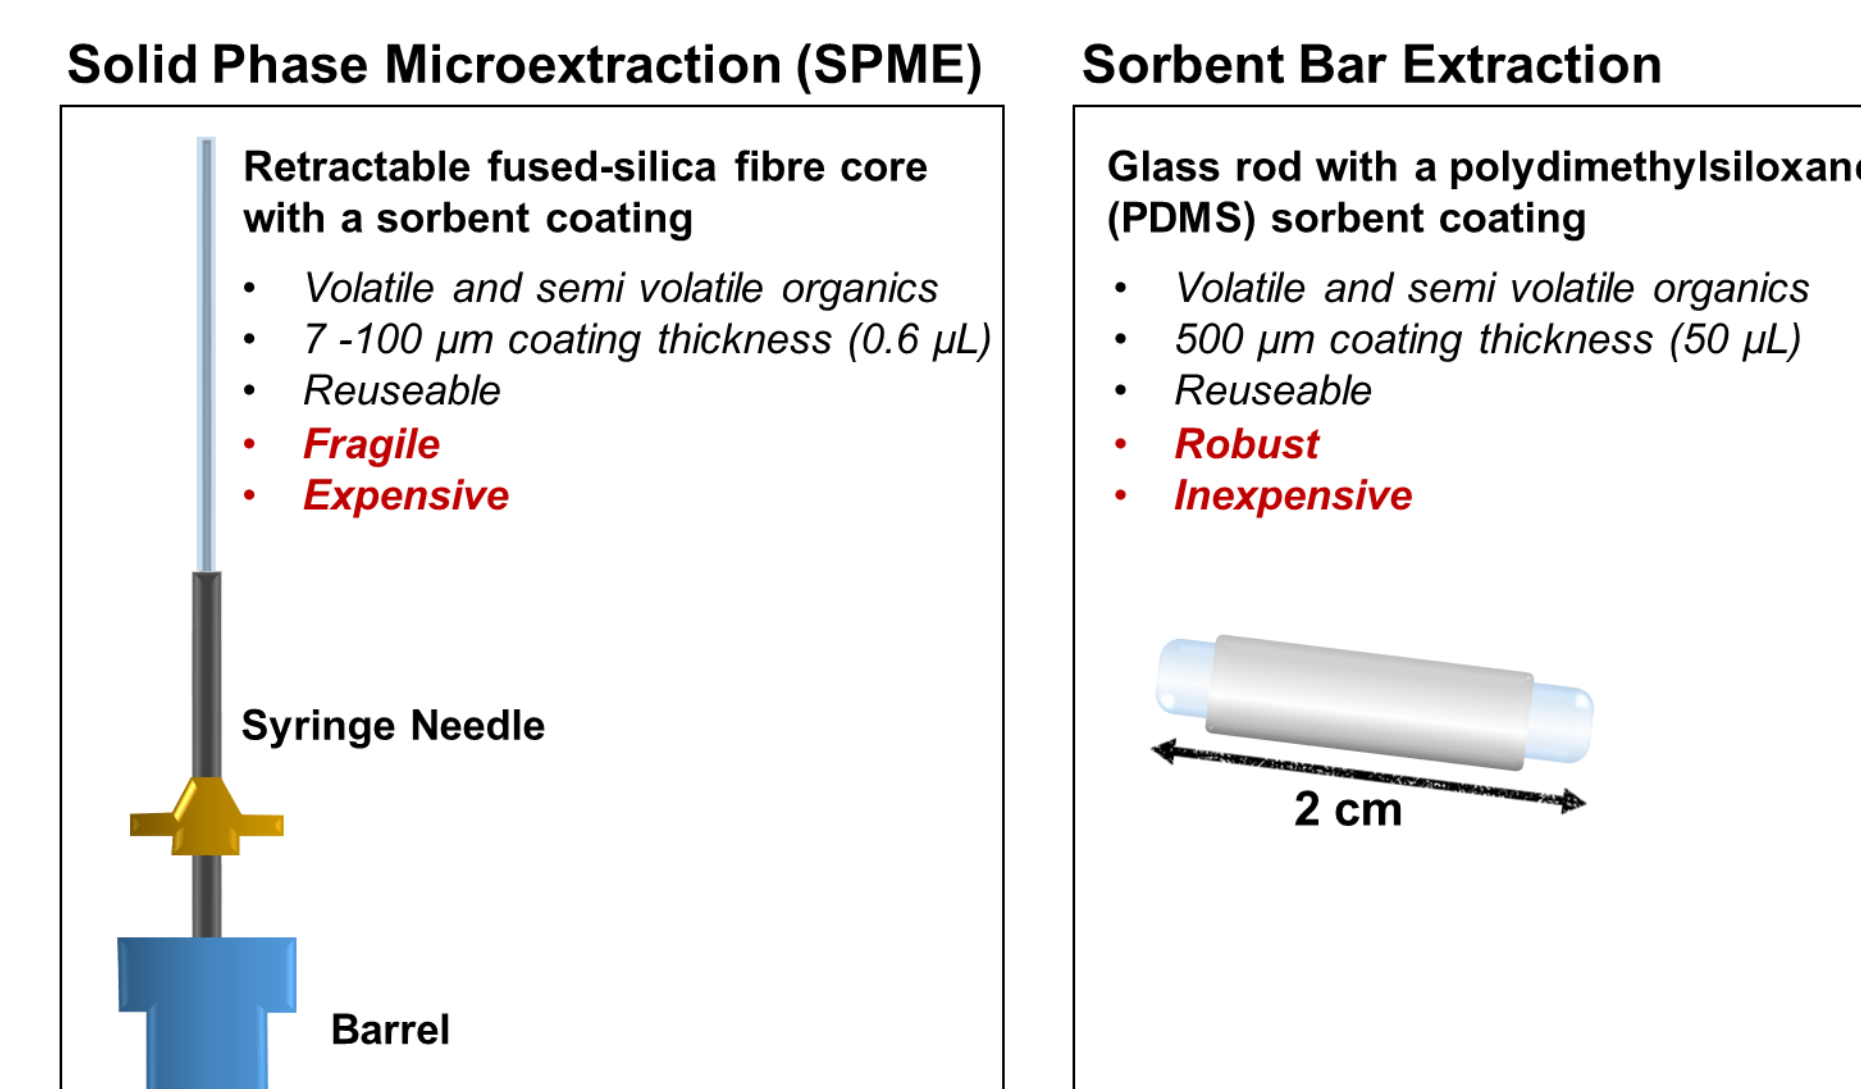 Solid Phase Microextraction (SPME)
Retractable fused-silica fibre core
with a sorbent coating
• Volatile and semi volatile organics
• 7 -100 µm coating thickness (0.6 µL)
• Reuseable
• Fragile
• Expensive
Syringe Needle
Barrel
Sorbent Bar Extraction
Glass rod with a polydimethylsiloxane
(PDMS) sorbent coating
• Volatile and semi volatile organics
• 500 µm coating thickness (50 µL)
• Reuseable
• Robust
• Inexpensive
2 cm